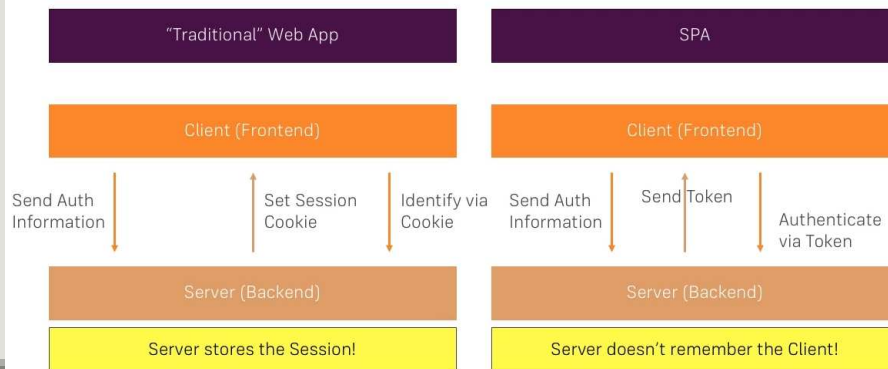 “Traditional” Web App
SPA
Client (Frontend)
Client (Frontend)
Send Auth
Information
Set Session
Cookie
Identify via
Cookie
Send Auth
Information
Send Token
Authenticate
via Token
Server (Backend)
Server (Backend)
Server stores the Session!
Server doesn’t remember the Client!